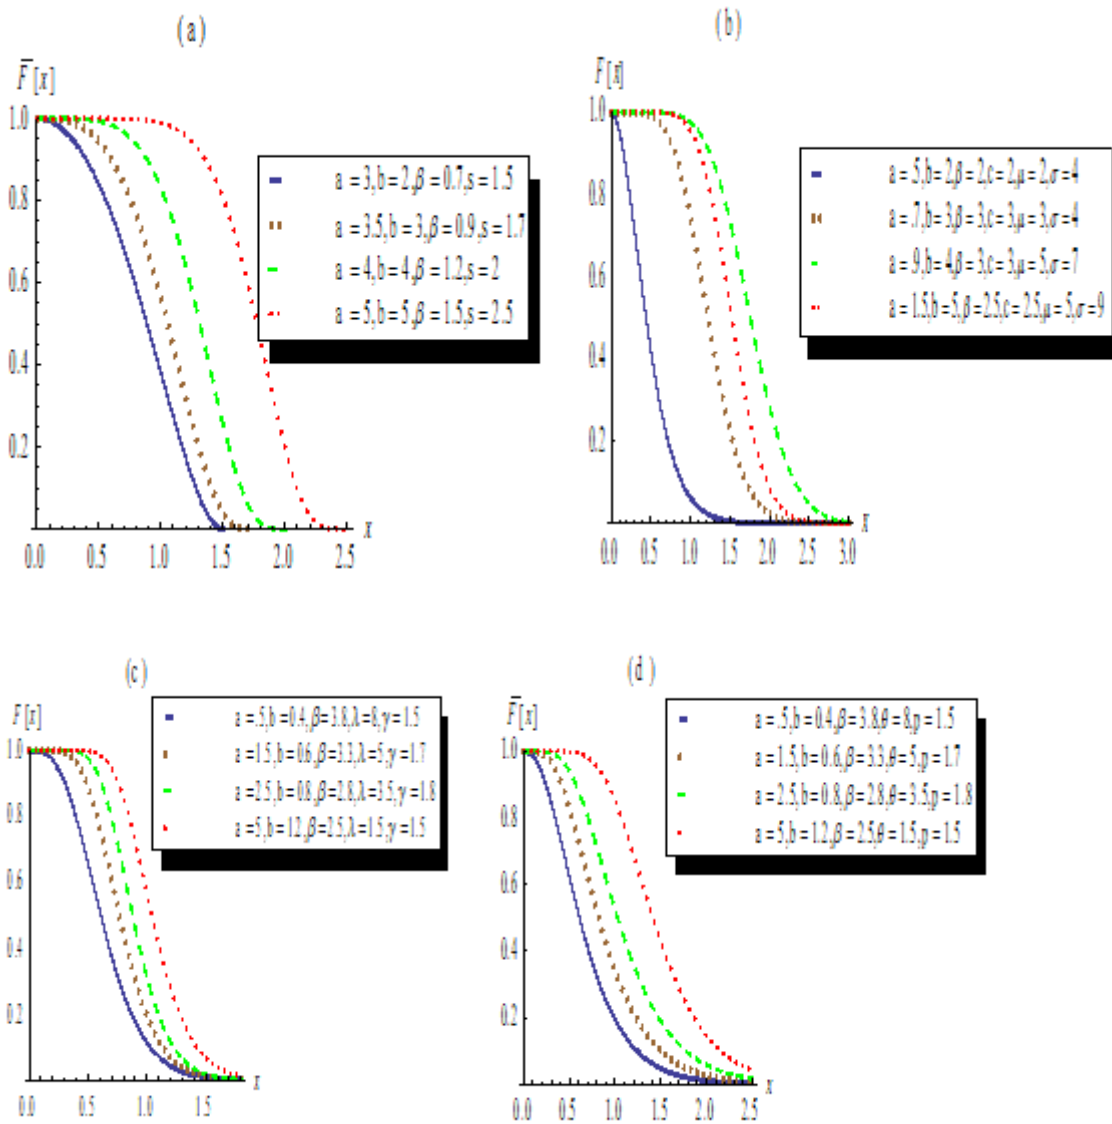 (a)
F̅[x]
1.0
0.8
0.6
0.4
0.2
0.0 0.5 1.0 1.5 2.0 2.5
x
a = 3,b = 2,β = 0.7,s = 1.5
a = 3.5,b = 3,β = 0.9,s = 1.7
a = 4,b = 4,β = 1.2,s = 2
a = 5,b = 5,β = 1.5,s = 2.5
(b)
F[x]
1.0
0.8
0.6
0.4
0.2
0.0 0.5 1.0 1.5 2.0 2.5 3.0
x
a = .5,b = 2,β = 2,c = 2,μ = 2,σ = 4
a = .7,b = 3,β = 3,c = 3,μ = 3,σ = 4
a = .9,b = 4,β = 3,c = 3,μ = 5,σ = 7
a = 1.5,b = 5,β = 2.5,c = 2.5,μ = 5,σ = 9
(c)
F[x]
1.0
0.8
0.6
0.4
0.2
0.0 0.5 1.0 1.5
x
a = .5,b = 0.4,β = 3.8,λ = 8,γ = 1.5
a = 1.5,b = 0.6,β = 3.3,λ = 5,γ = 1.7
a = 2.5,b = 0.8,β = 2.8,λ = 3.5,γ = 1.8
a = 5,b = 1.2,β = 2.5,λ = 1.5,γ = 1.5
(d)
F̅[x]
1.0
0.8
0.6
0.4
0.2
0.0 0.5 1.0 1.5 2.0 2.5
x
a = .5,b = 0.4,β = 3.8,θ = 8,p = 1.5
a = 1.5,b = 0.6,β = 3.3,θ = 5,p = 1.7
a = 2.5,b = 0.8,β = 2.8,θ = 3.5,p = 1.8
a = 5,b = 1.2,β = 2.5,θ = 1.5,p = 1.5